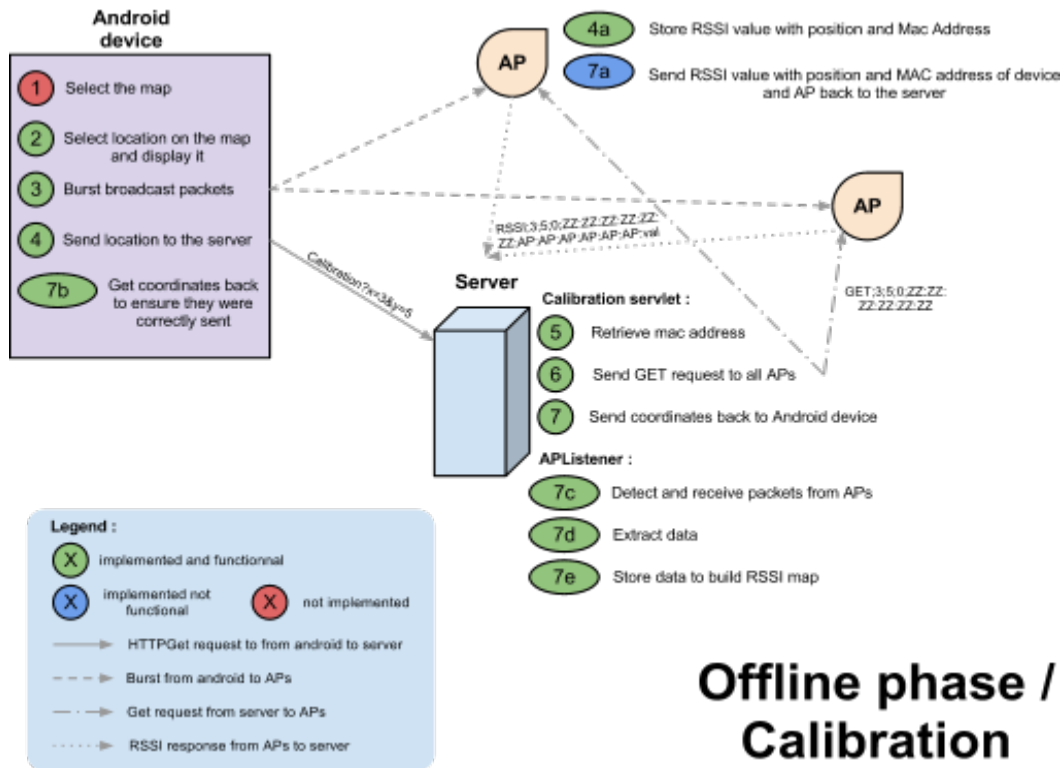 Android
device
1 Select the map
2 Select location on the map
and display it
3 Burst broadcast packets
4 Send location to the server
7b Get coordinates back
to ensure they were
correctly sent
AP
4a Store RSSI value with position and Mac Address
7a Send RSSI value with position and MAC address of device
and AP back to the server
AP
RSSI;3;5;0;ZZ:ZZ:ZZ:ZZ:ZZ:
ZZ;AP:AP:AP:AP:AP:AP;val
GET;3;5;0;ZZ:ZZ:
ZZ:ZZ:ZZ:ZZ
Calibration?x=3&y=5
Server
Calibration servlet :
5 Retrieve mac address
6 Send GET request to all APs
7 Send coordinates back to Android device
APListener :
7c Detect and receive packets from APs
7d Extract data
7e Store data to build RSSI map
Legend :
X implemented and functionnal
X implemented not
functional
X not implemented
HTTPGet request to from android to server
Burst from android to APs
Get request from server to APs
RSSI response from APs to server
Offline phase /
Calibration